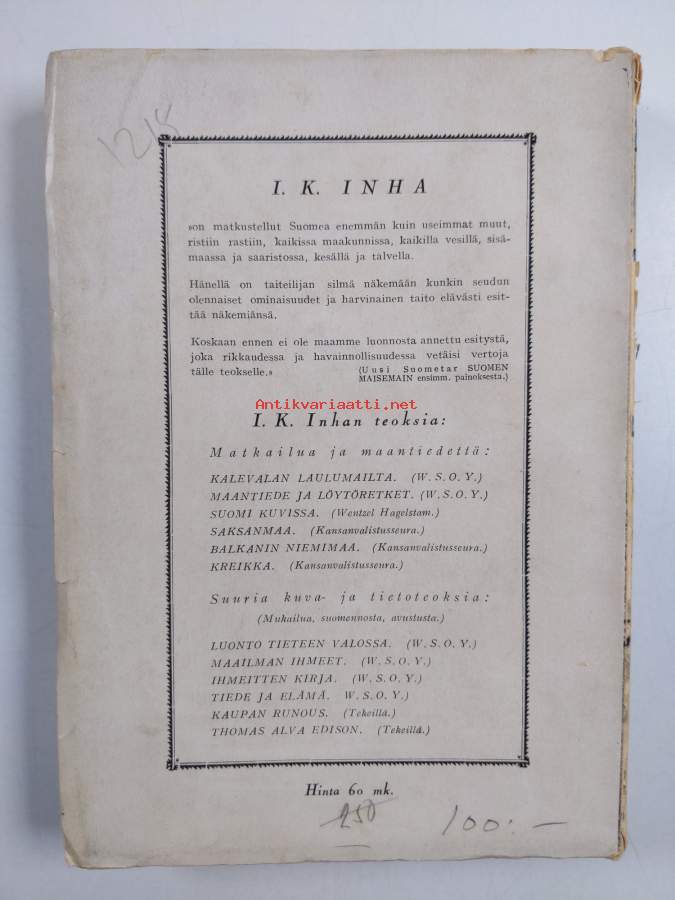 1218
I. K. INHA
»on matkustellut Suomea enemmän kuin useimmat muut,
ristiin rastiin, kaikissa maakunnissa, kaikilla vesillä, sisä-
maassa ja saaristossa, kesällä ja talvella.
Hänellä on taiteilijan silmä näkemään kunkin seudun
olennaiset ominaisuudet ja harvinainen taito elävästi esit-
tää näkemiänsä.
Koskaan ennen ei ole maamme luonnosta annettu esitystä,
joka rikkaudessa ja havainnollisuudessa vetäisi vertoja
tälle teokselle.»
(Uusi Suometar SUOMEN
MAISEMAIN ensimm. painoksesta.)
Antikvariaatti.net
I. K. Inhan teoksia:
Matkailua ja maantiedettä:
KALEVALAN LAULUMAILTA. (W. S. O. Y.)
MAANTIEDE JA LÖYTÖRETKET. (W. S. O. Y.)
SUOMI KUVISSA. (Wentzel Hagelstam.)
SAKSANMAA. (Kansanvalistusseura.)
BALKANIN NIEMIMAA. (Kansanvalistusseura.)
KREIKKA. (Kansanvalistusseura.)
Suuria kuva- ja tietoteoksia:
(Muhailua, suomennosta, avustusta.)
LUONTO TIETEEN VALOSSA. (W. S. O. Y.)
MAAILMAN IHMEET. (W. S. O. Y.)
IHMEITTEN KIRJA. (W. S. O. Y.)
TIEDE JA ELÄMÄ. W. S. O. Y.)
KAUPAN RUNOUS. (Tekeillä.)
THOMAS ALVA EDISON. (Tekeillä.)
Hinta 60 mk.
250
100:—